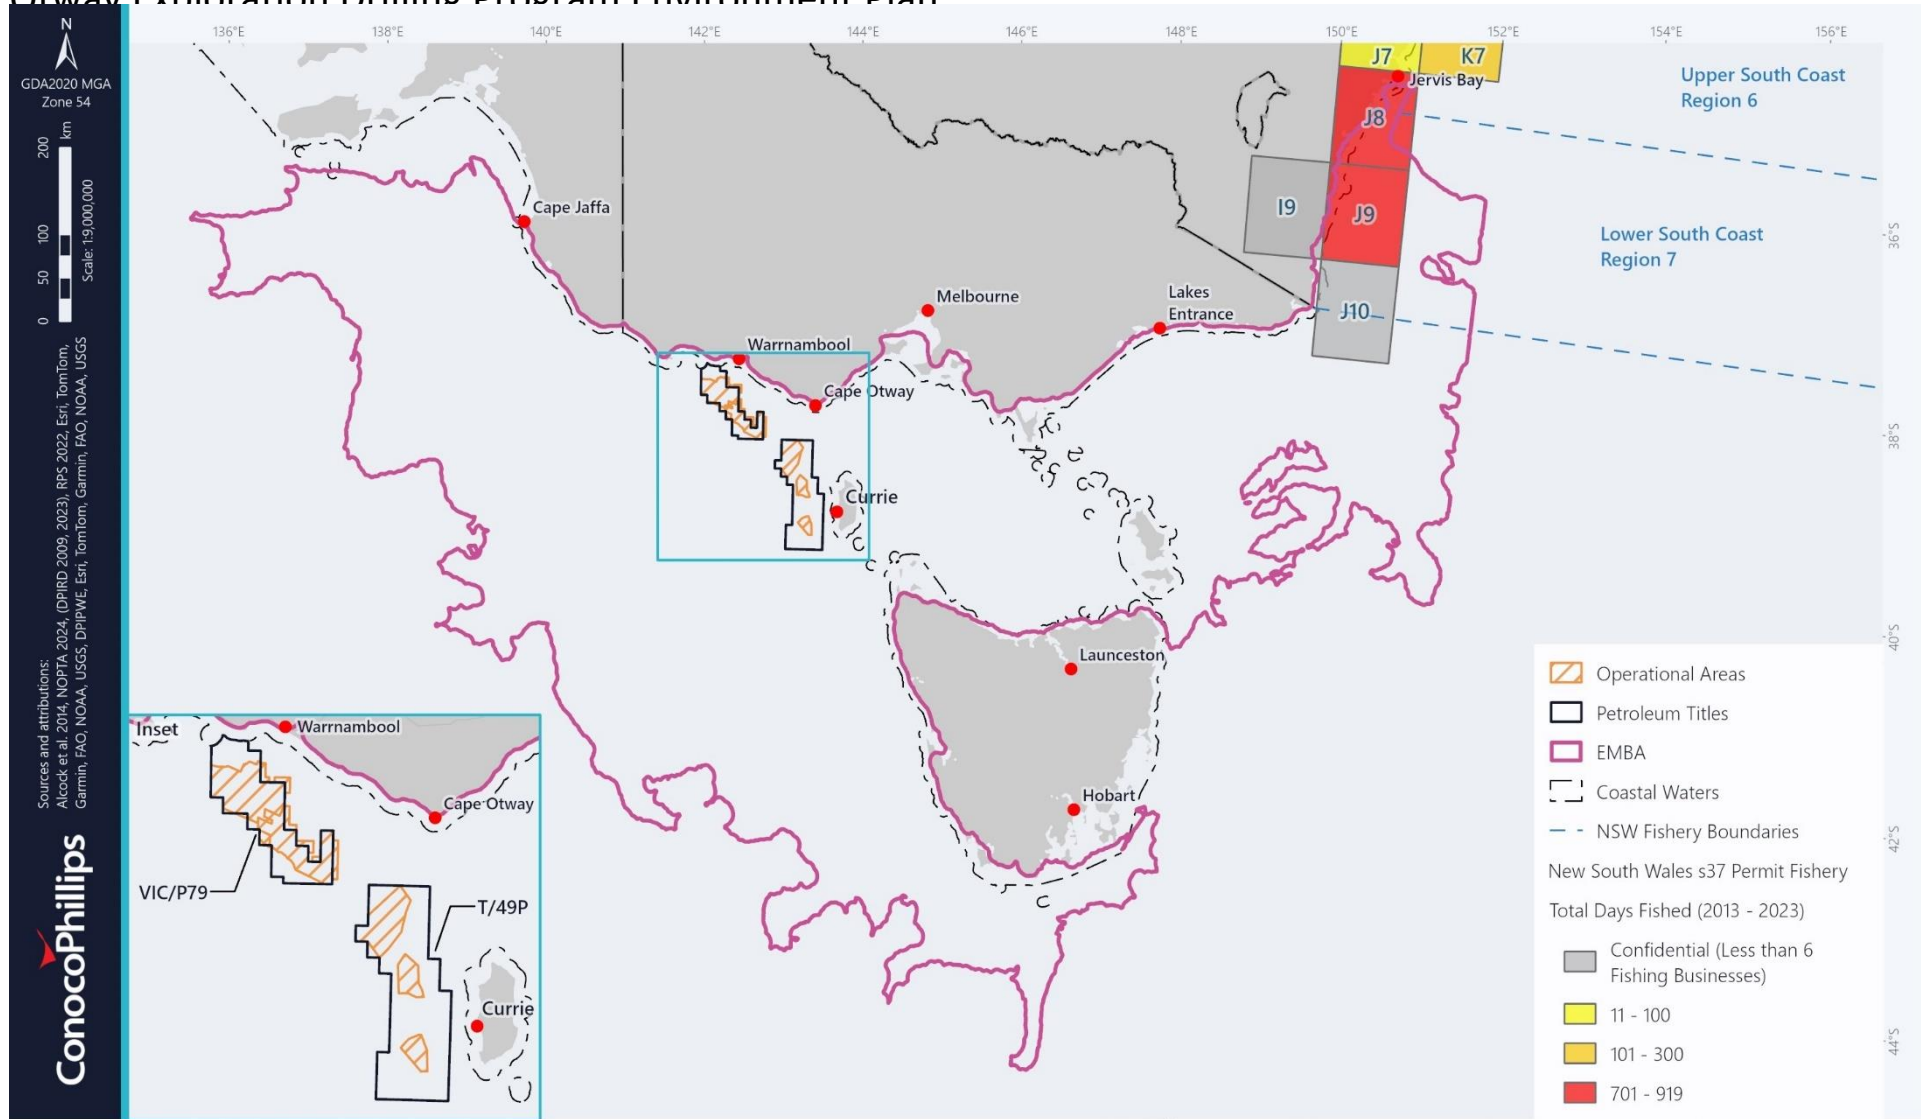 Otway Exploration Drilling Program Environment Plan
N
GDA2020 MGA
Zone 54
200
100
50
0
km
Scale: 1:9,000,000
Sources and attributions:
Alcock et al. 2014, NOPTA 2024, (DPIRD 2009, 2023), RPS 2022, Esri, TomTom,
Garmin, FAO, NOAA, USGS, DPIPWE, Esri, TomTom, Garmin, FAO, NOAA, USGS
ConocoPhillips
136°E
138°E
140°E
142°E
144°E
146°E
148°E
150°E
152°E
154°E
156°E
36°S
38°S
40°S
42°S
44°S
J7
K7
Jervis Bay
J8
I9
J9
J10
Upper South Coast
Region 6
Lower South Coast
Region 7
Cape Jaffa
Melbourne
Lakes
Entrance
Warrnambool
Cape Otway
Currie
Launceston
Hobart
Inset
Warrnambool
Cape Otway
VIC/P79
T/49P
Currie
Operational Areas
Petroleum Titles
EMBA
Coastal Waters
NSW Fishery Boundaries
New South Wales s37 Permit Fishery
Total Days Fished (2013 - 2023)
Confidential (Less than 6
Fishing Businesses)
11 - 100
101 - 300
701 - 919